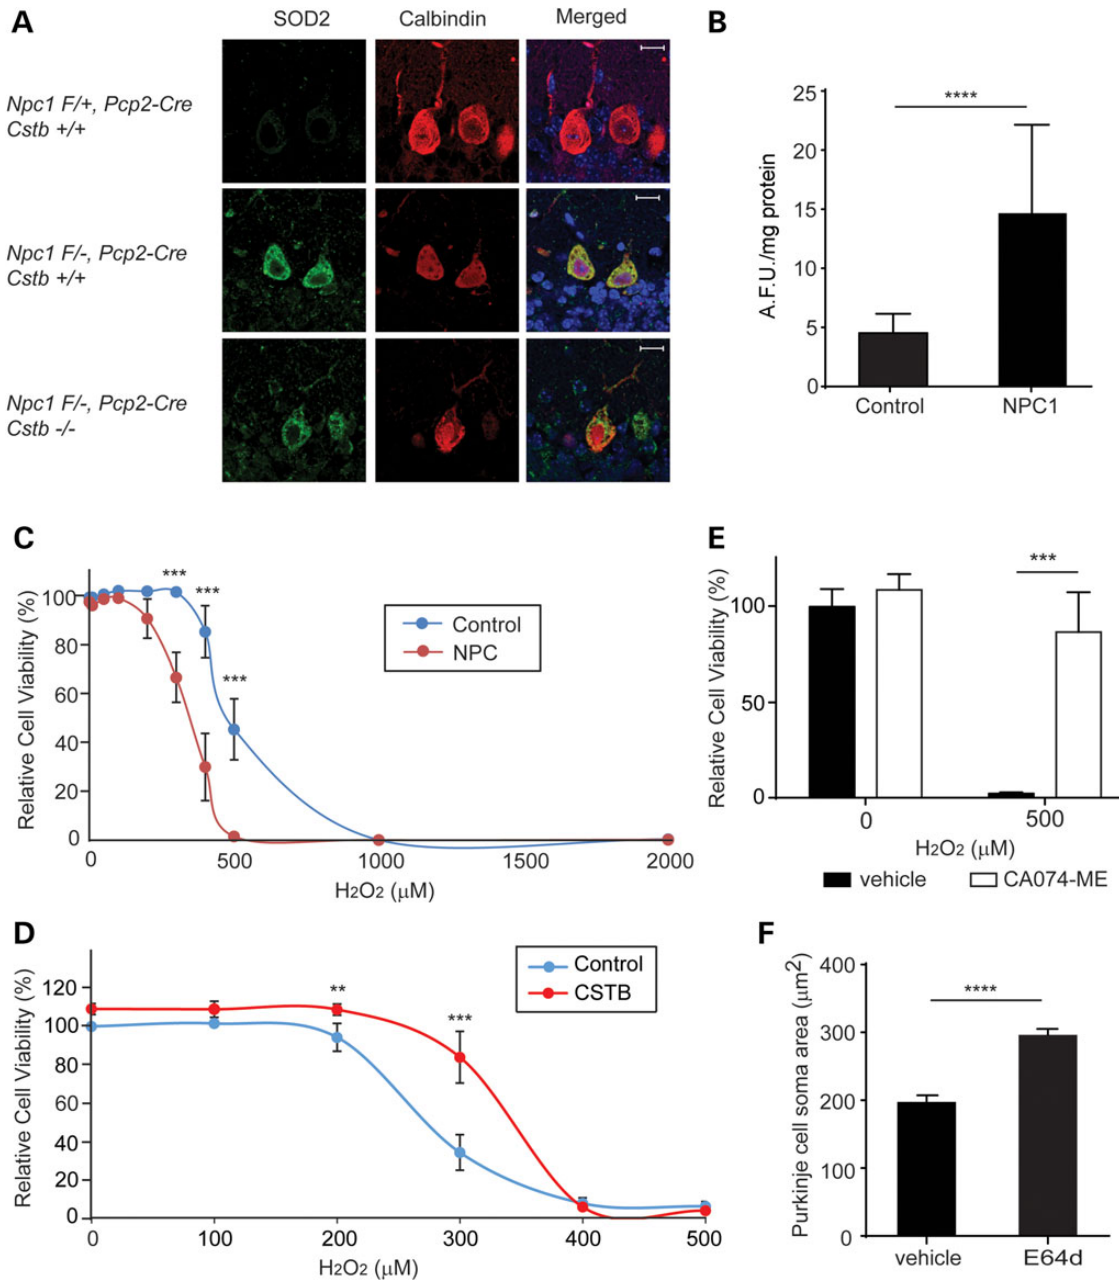 A
SOD2 Calbindin Merged
Npc1 F/+, Pcp2-Cre
Cstb +/+
Npc1 F/-, Pcp2-Cre
Cstb +/+
Npc1 F/-, Pcp2-Cre
Cstb -/-
B
A.F.U./mg protein
25
20
15
10
5
0
****
Control NPC1
C
Relative Cell Viability (%)
100
80
60
40
20
0
***
***
***
Control
NPC
0 500 1000 1500 2000
H2O2 (μM)
E
Relative Cell Viability (%)
100
50
0
***
0 500
H2O2 (μM)
vehicle CA074-ME
D
Relative Cell Viability (%)
120
100
80
60
40
20
0
**
***
Control
CSTB
0 100 200 300 400 500
H2O2 (μM)
F
Purkinje cell soma area (μm2)
400
300
200
100
0
****
vehicle E64d